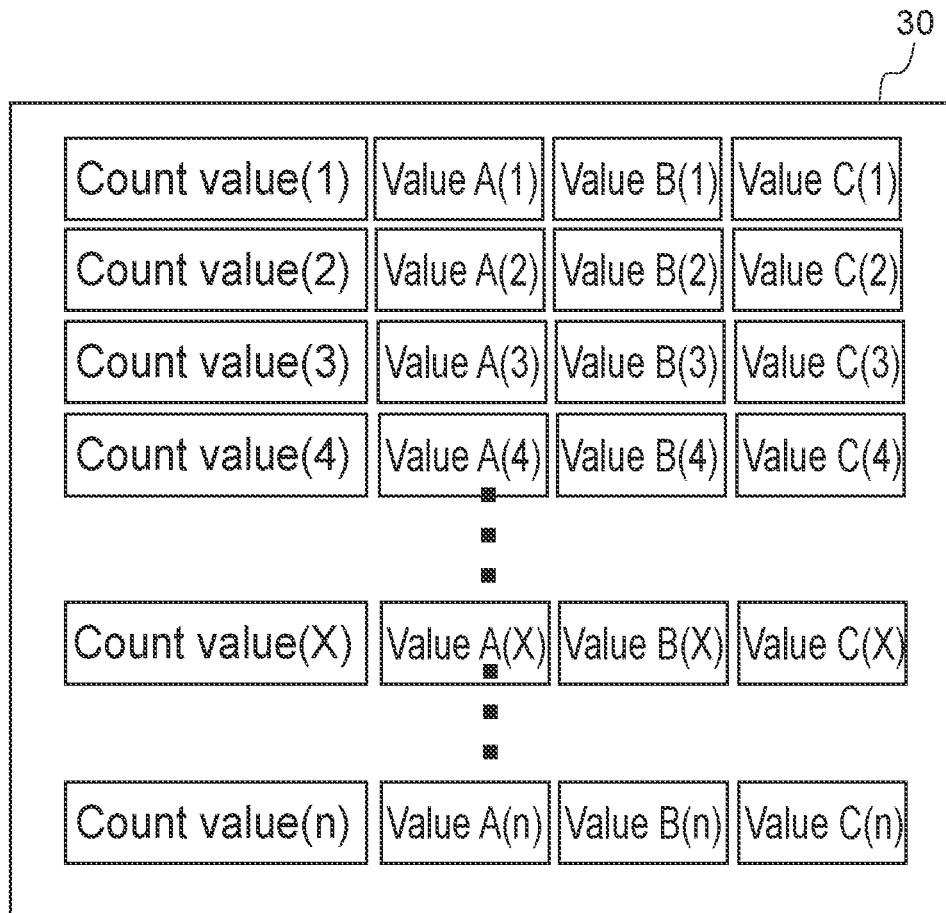 30
Count value(1) Value A(1) Value B(1) Value C(1)
Count value(2) Value A(2) Value B(2) Value C(2)
Count value(3) Value A(3) Value B(3) Value C(3)
Count value(4) Value A(4) Value B(4) Value C(4)
Count value(X) Value A(X) Value B(X) Value C(X)
Count value(n) Value A(n) Value B(n) Value C(n)